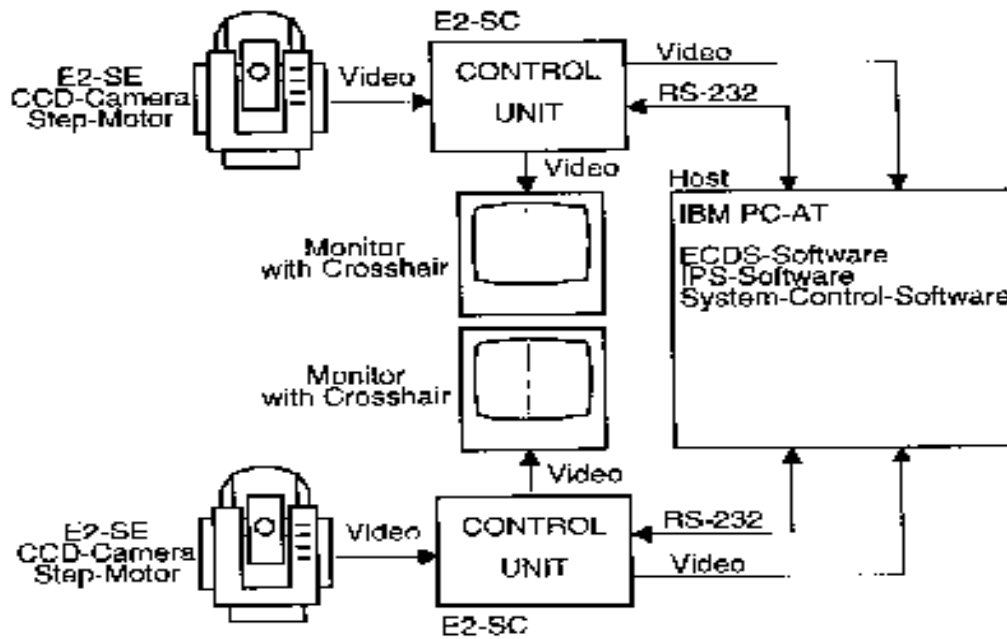 E2-SC
E2-SE
CCD-Camera
Step-Motor
Video
CONTROL
UNIT
Video
RS-232
Video
Host
IBM PC-AT
ECDS-Software
IPS-Software
System-Control-Software
Monitor
with Crosshair
Monitor
with Crosshair
Video
E2-SE
CCD-Camera
Step-Motor
Video
CONTROL
UNIT
RS-232
Video
E2-SC